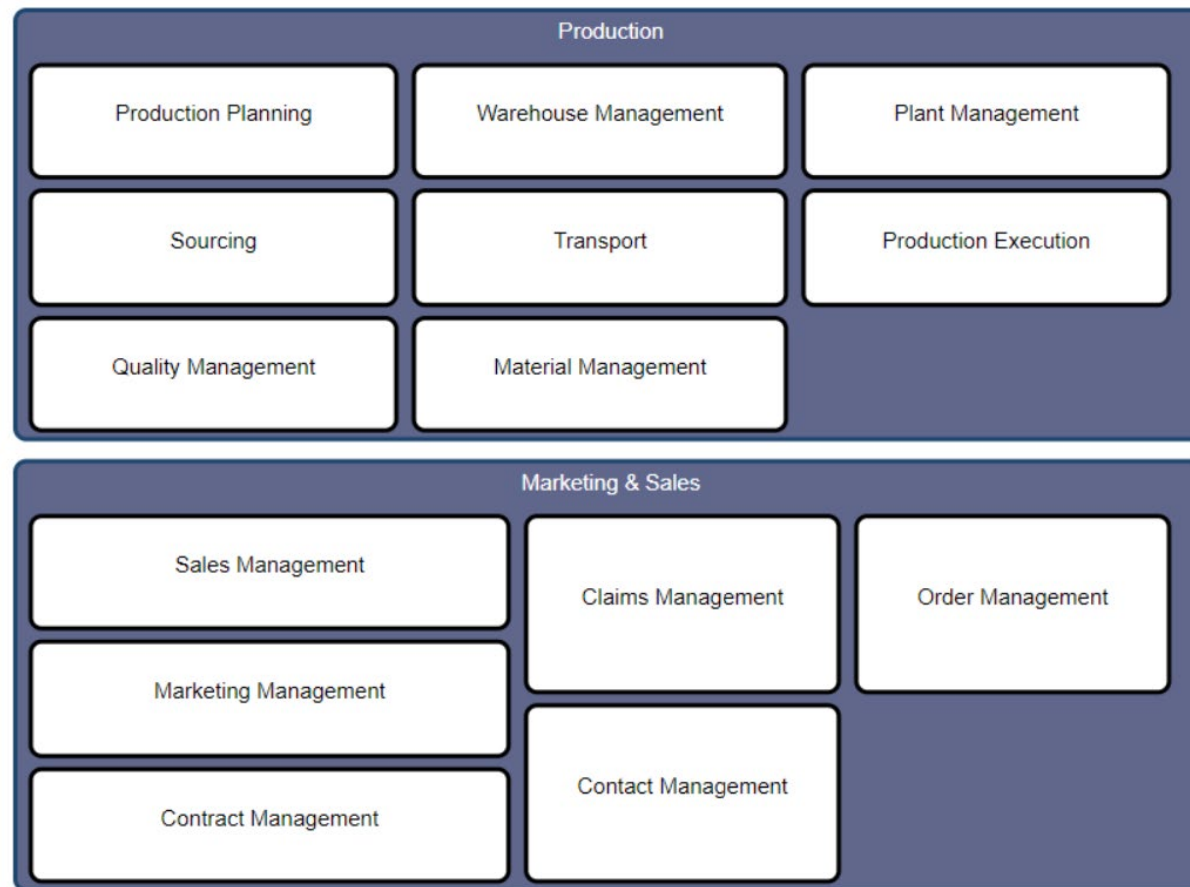 Production
Production Planning
Warehouse Management
Plant Management
Sourcing
Transport
Production Execution
Quality Management
Material Management
Marketing & Sales
Sales Management
Claims Management
Order Management
Marketing Management
Contact Management
Contract Management